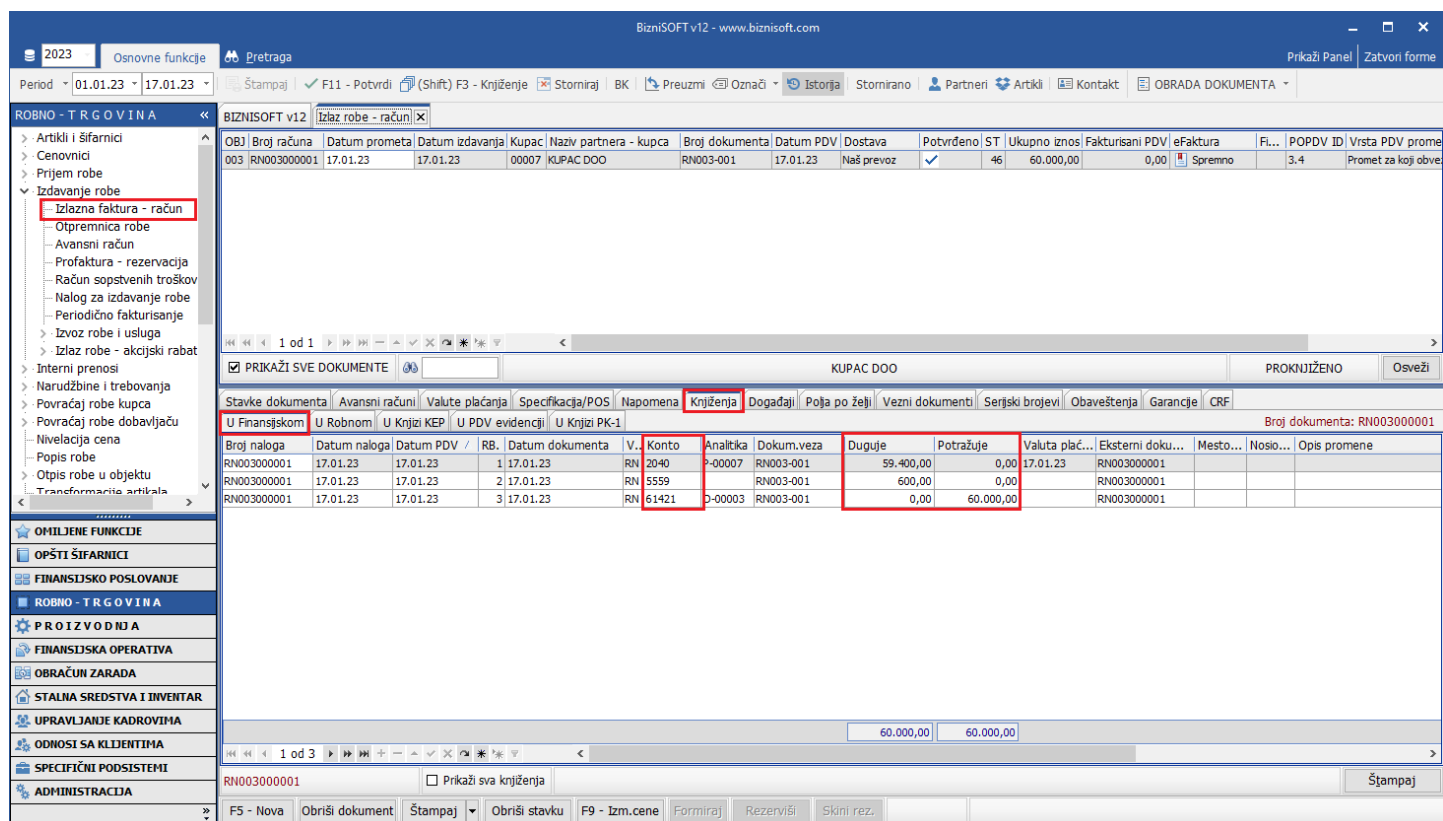 BizniSOFT v12 - www.biznisoft.com
2023 Osnovne funkcije Pretraga Prikaži Panel Zatvori forme
Period 01.01.23 17.01.23 Štampaj F11 - Potvrdi (Shift) F3 - Knjiženje Storniraj BK Preuzmi Označi Istorija Stornirano Partneri Artikli Kontakt OBRADA DOKUMENTA
ROBNO - T R G O V I N A «
Artikli i šifarnici
Cenovnici
Prijem robe
Izdavanje robe
Izlazna faktura - račun
Otpremnica robe
Avansni račun
Profaktura - rezervacija
Račun sopstvenih troškov
Nalog za izdavanje robe
Periodično fakturisanje
Izvoz robe i usluga
Izlaz robe - akcijski rabat
Interni prenosi
Narudžbine i trebovanja
Povraćaj robe kupca
Povraćaj robe dobavljaču
Nivelacija cena
Popis robe
Otpis robe u objektu
Transformacije artikala
OMILJENE FUNKCIJE
OPŠTI ŠIFARNICI
FINANSIJSKO POSLOVANJE
ROBNO - T R G O V I N A
P R O I Z V O D NJ A
FINANSIJSKA OPERATIVA
OBRAČUN ZARADA
STALNA SREDSTVA I INVENTAR
UPRAVLJANJE KADROVIMA
ODNOSI SA KLIJENTIMA
SPECIFIČNI PODSISTEMI
ADMINISTRACIJA
»
BIZNISOFT v12 Izlaz robe - račun
OBJ Broj računa Datum prometa Datum izdavanja Kupac Naziv partnera - kupca Broj dokumenta Datum PDV Dostava Potvrđeno ST Ukupno iznos Fakturisani PDV eFaktura Fi... POPDV ID Vrsta PDV prome
003 RN003000001 17.01.23 17.01.23 00007 KUPAC DOO RN003-001 17.01.23 Naš prevoz 46 60.000,00 0,00 Spremno 3.4 Promet za koji obve
1 od 1
PRIKAŽI SVE DOKUMENTE KUPAC DOO PROKNJIŽENO Osveži
Stavke dokumenta Avansni računi Valute plaćanja Specifikacija/POS Napomena Knjiženja Događaji Polja po želji Vezni dokumenti Serijski brojevi Obaveštenja Garancije CRF
U Finansijskom U Robnom U Knjizi KEP U PDV evidenciji U Knjizi PK-1 Broj dokumenta: RN003000001
Broj naloga Datum naloga Datum PDV RB. Datum dokumenta V... Konto Analitika Dokum.veza Duguje Potražuje Valuta plać... Eksterni doku... Mesto... Nosio... Opis promene
RN003000001 17.01.23 17.01.23 1 17.01.23 RN 2040 P-00007 RN003-001 59.400,00 0,00 17.01.23 RN003000001
RN003000001 17.01.23 17.01.23 2 17.01.23 RN 5559 RN003-001 600,00 0,00 RN003000001
RN003000001 17.01.23 17.01.23 3 17.01.23 RN 61421 O-00003 RN003-001 0,00 60.000,00 RN003000001
60.000,00 60.000,00
1 od 3
RN003000001 Prikaži sva knjiženja Štampaj
F5 - Nova Obriši dokument Štampaj Obriši stavku F9 - Izm.cene Formiraj Rezerviši Skini rez.